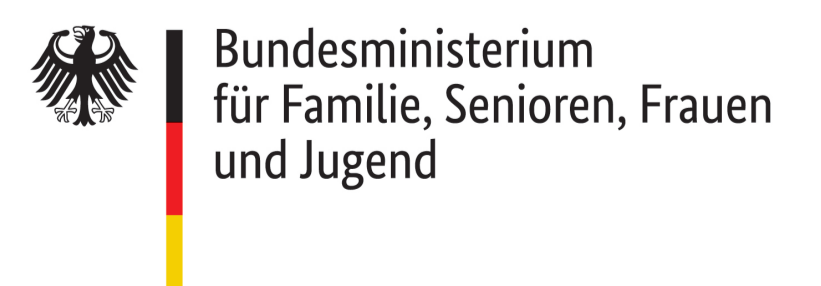 Bundesministerium
für Familie, Senioren, Frauen
und Jugend